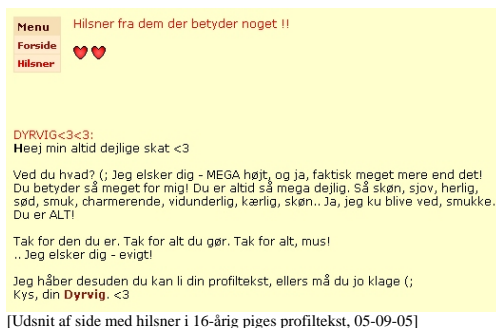 Menu
Forside
Hilsner
Hilsner fra dem der betyder noget !!
DYRVIG<3<3:
Heej min altid dejlige skat <3
Ved du hvad? (; Jeg elsker dig - MEGA højt, og ja, faktisk meget mere end det!
Du betyder så meget for mig! Du er altid så mega dejlig. Så skøn, sjov, herlig,
sød, smuk, charmerende, vidunderlig, kærlig, skøn.. Ja, jeg ku blive ved, smukke.
Du er ALT!
Tak for den du er. Tak for alt du gør. Tak for alt, mus!
.. Jeg elsker dig - evigt!
Jeg håber desuden du kan li din profiltekst, ellers må du jo klage (;
Kys, din Dyrvig. <3
[Udsnit af side med hilsner i 16-årig piges profiltekst, 05-09-05]